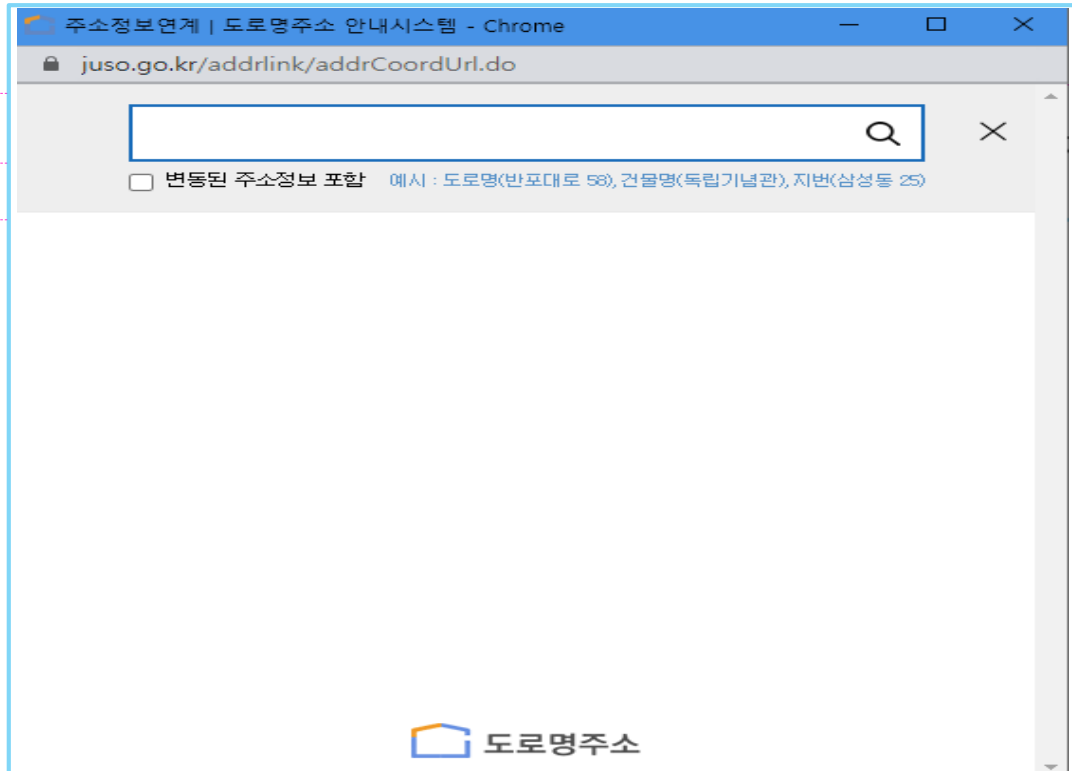 주소정보연계 | 도로명주소 안내시스템 - Chrome
juso.go.kr/addrlink/addrCoordUrl.do
변동된 주소정보 포함 예시 : 도로명(반포대로 58), 건물명(독립기념관), 지번(삼성동 25)
도로명주소